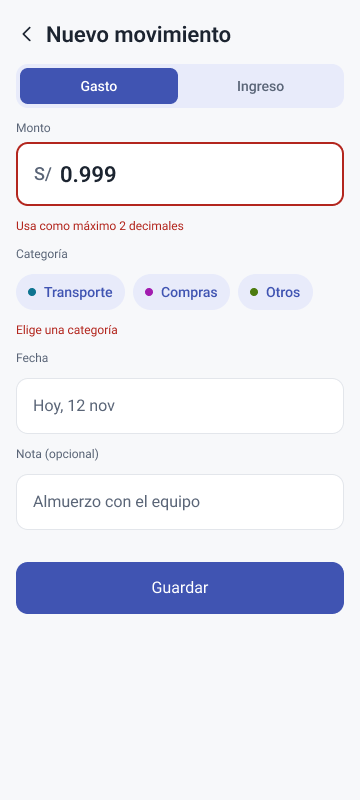 Nuevo movimiento
Gasto Ingreso
Monto
S/ 0.999
Usa como máximo 2 decimales
Categoría
Transporte Compras Otros
Elige una categoría
Fecha
Hoy, 12 nov
Nota (opcional)
Almuerzo con el equipo
Guardar